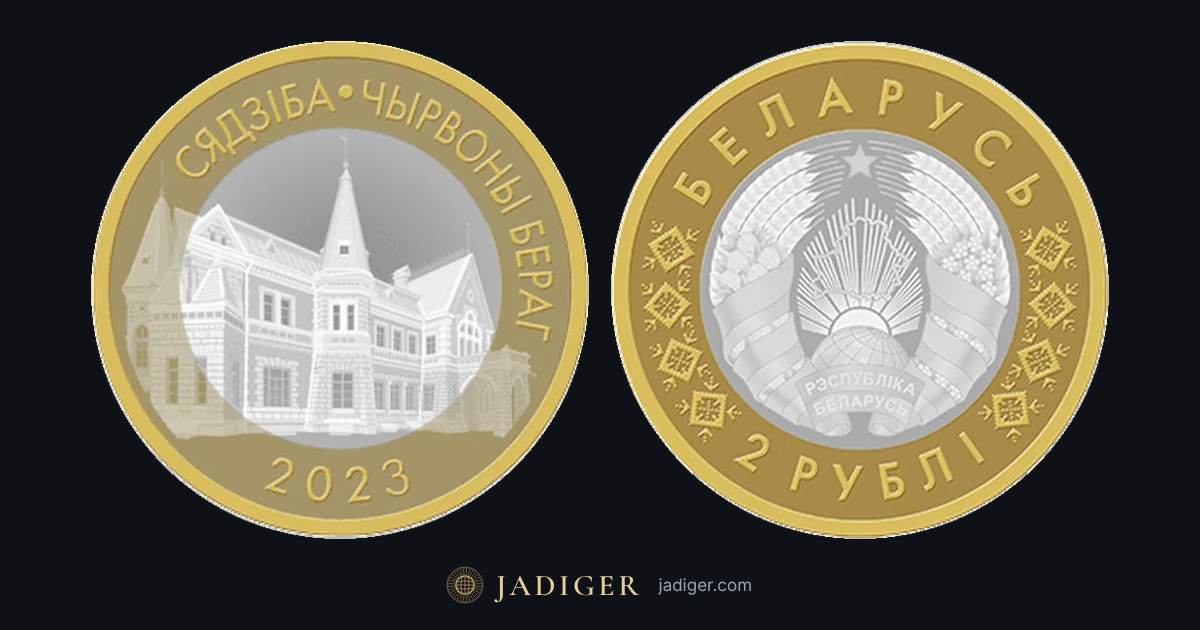 СЯДЗІБА • ЧЫРВОНЫ БЕРАГ
2023
БЕЛАРУСЬ
РЭСПУБЛІКА
БЕЛАРУСЬ
2 РУБЛІ
JADIGER jadiger.com